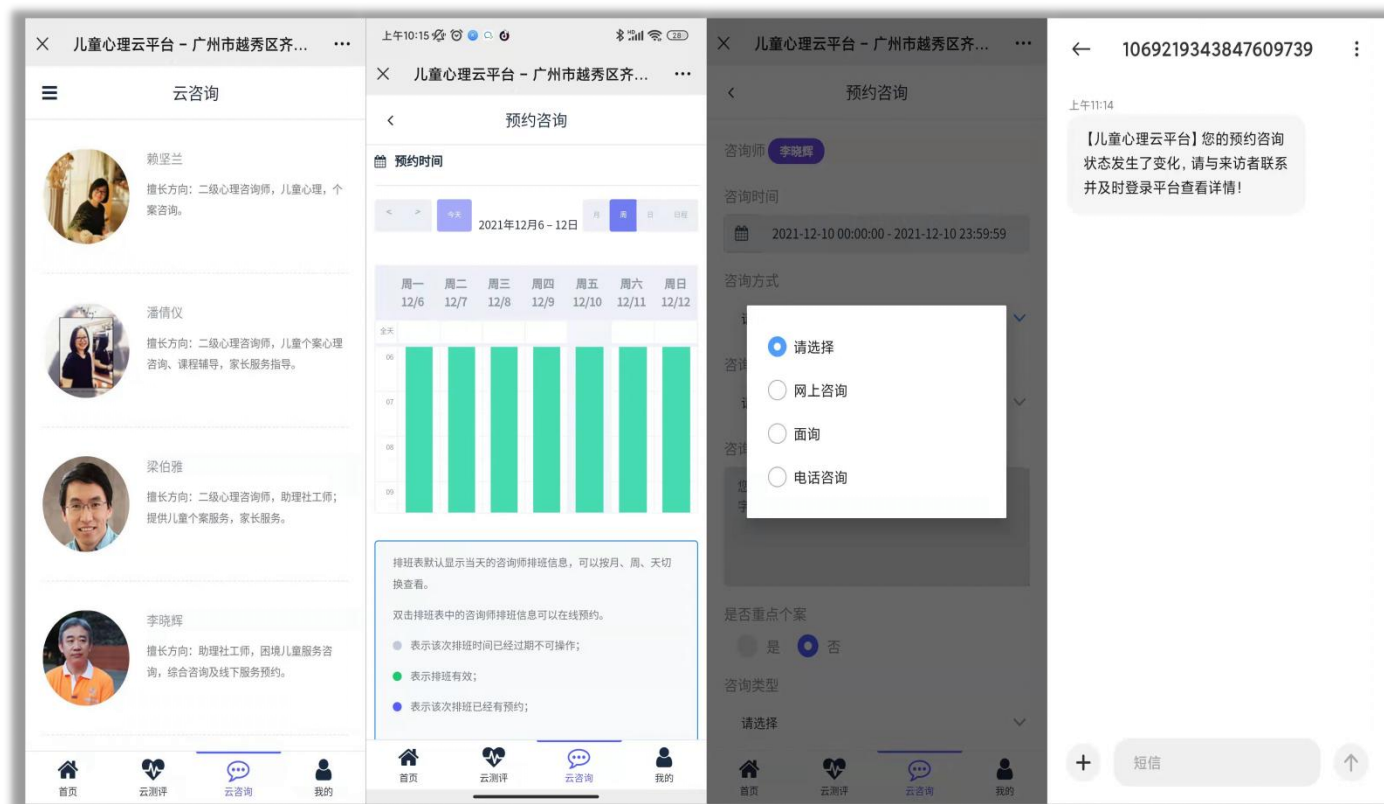 儿童心理云平台 – 广州市越秀区齐...
云咨询
赖坚兰
擅长方向：二级心理咨询师，儿童心理，个
案咨询。
潘倩仪
擅长方向：二级心理咨询师，儿童个案心理
咨询、课程辅导，家长服务指导。
梁伯雅
擅长方向：二级心理咨询师，助理社工师；
提供儿童个案服务，家长服务。
李晓辉
擅长方向：助理社工师，困境儿童服务咨
询，综合咨询及线下服务预约。
首页 云测评 云咨询 我的
上午10:15
28
儿童心理云平台 – 广州市越秀区齐...
预约咨询
预约时间
< > 今天 2021年12月6 – 12日 月 周 日 日程
周一 周二 周三 周四 周五 周六 周日
12/6 12/7 12/8 12/9 12/10 12/11 12/12
全天
06
07
08
09
排班表默认显示当天的咨询师排班信息，可以按月、周、天切
换查看。
双击排班表中的咨询师排班信息可以在线预约。
表示该次排班时间已经过期不可操作；
表示排班有效；
表示该次排班已经有预约；
首页 云测评 云咨询 我的
儿童心理云平台 – 广州市越秀区齐...
预约咨询
咨询师 李晓辉
咨询时间
2021-12-10 00:00:00 - 2021-12-10 23:59:59
咨询方式
请选择
网上咨询
面询
电话咨询
是否重点个案
是 否
咨询类型
请选择
首页 云测评 云咨询 我的
1069219343847609739
上午11:14
【儿童心理云平台】您的预约咨询
状态发生了变化，请与来访者联系
并及时登录平台查看详情！
短信